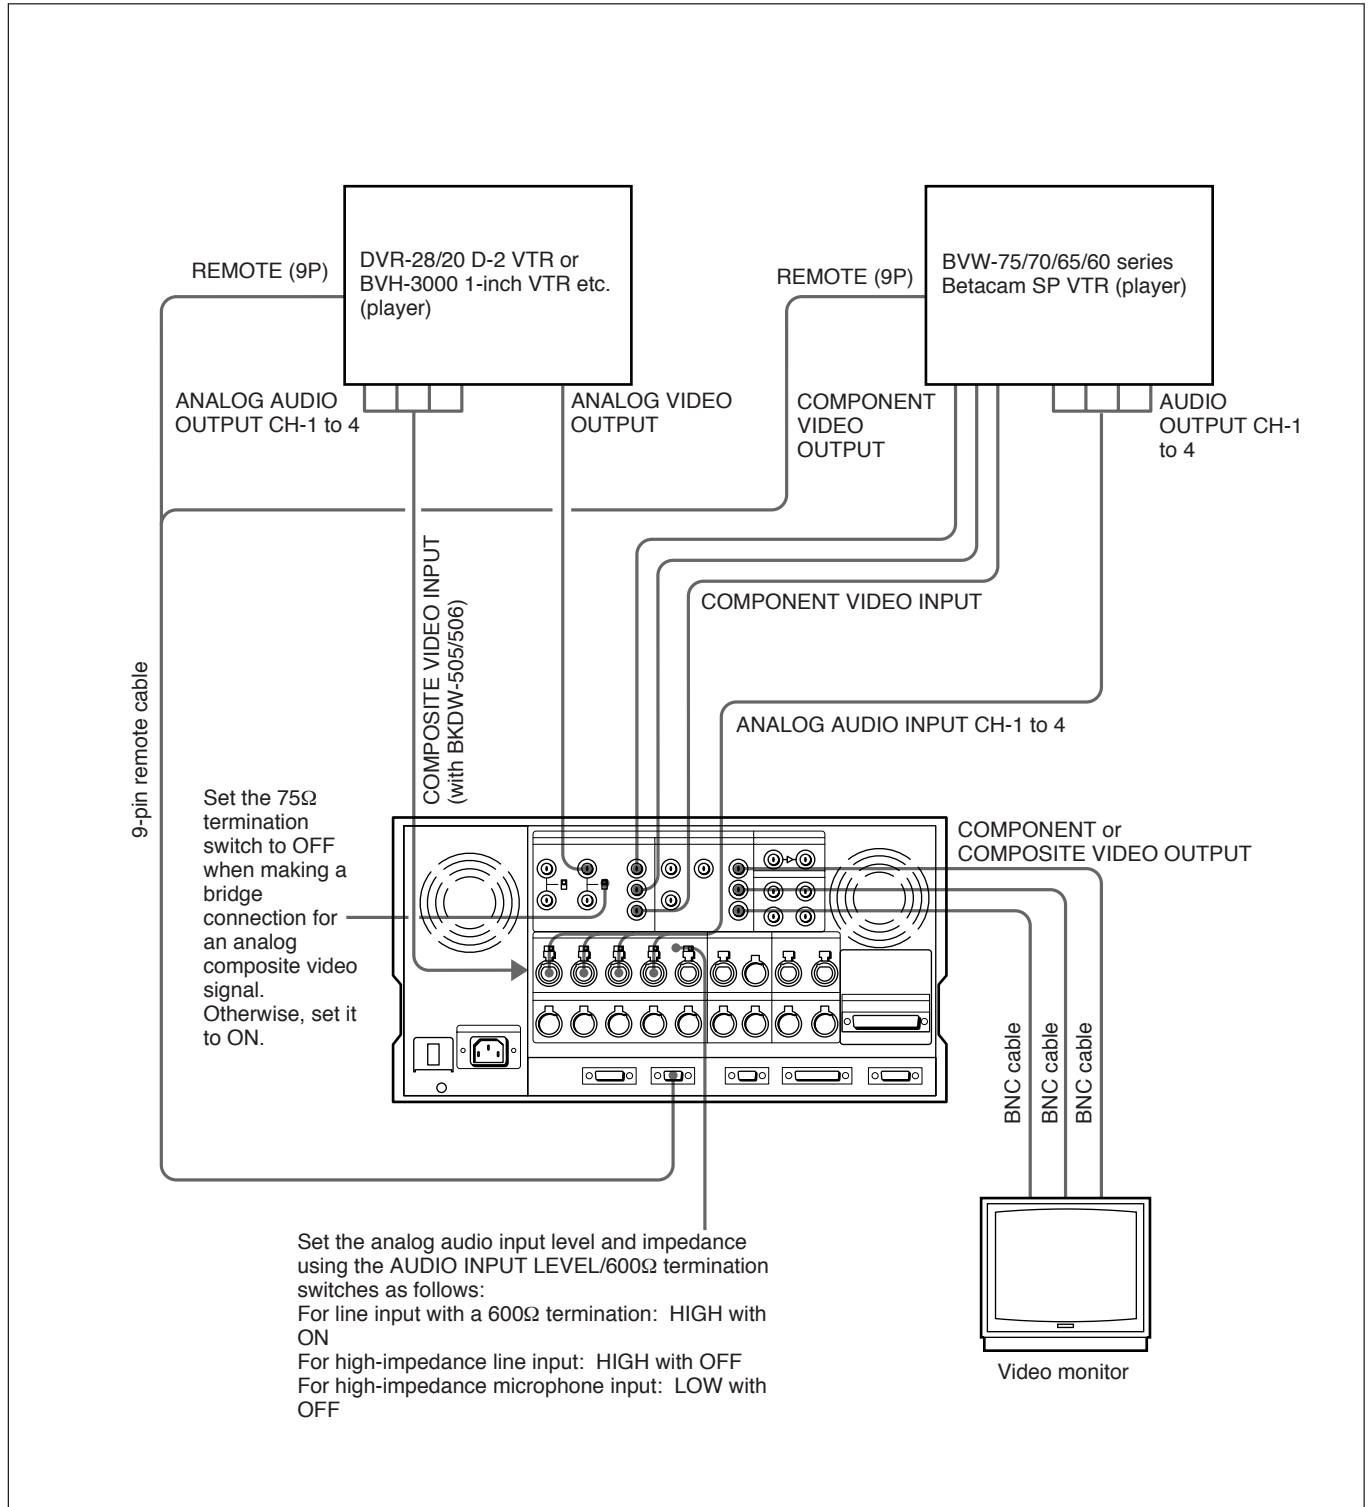 REMOTE (9P)
DVR-28/20 D-2 VTR or
BVH-3000 1-inch VTR etc.
(player)
REMOTE (9P)
BVW-75/70/65/60 series
Betacam SP VTR (player)
ANALOG AUDIO
OUTPUT CH-1 to 4
ANALOG VIDEO
OUTPUT
COMPONENT
VIDEO
OUTPUT
AUDIO
OUTPUT CH-1
to 4
COMPOSITE VIDEO INPUT
(with BKDW-505/506)
COMPONENT VIDEO INPUT
ANALOG AUDIO INPUT CH-1 to 4
9-pin remote cable
Set the 75Ω
termination
switch to OFF
when making a
bridge
connection for
an analog
composite video
signal.
Otherwise, set it
to ON.
COMPONENT or
COMPOSITE VIDEO OUTPUT
BNC cable
BNC cable
BNC cable
Set the analog audio input level and impedance
using the AUDIO INPUT LEVEL/600Ω termination
switches as follows:
For line input with a 600Ω termination: HIGH with
ON
For high-impedance line input: HIGH with OFF
For high-impedance microphone input: LOW with
OFF
Video monitor